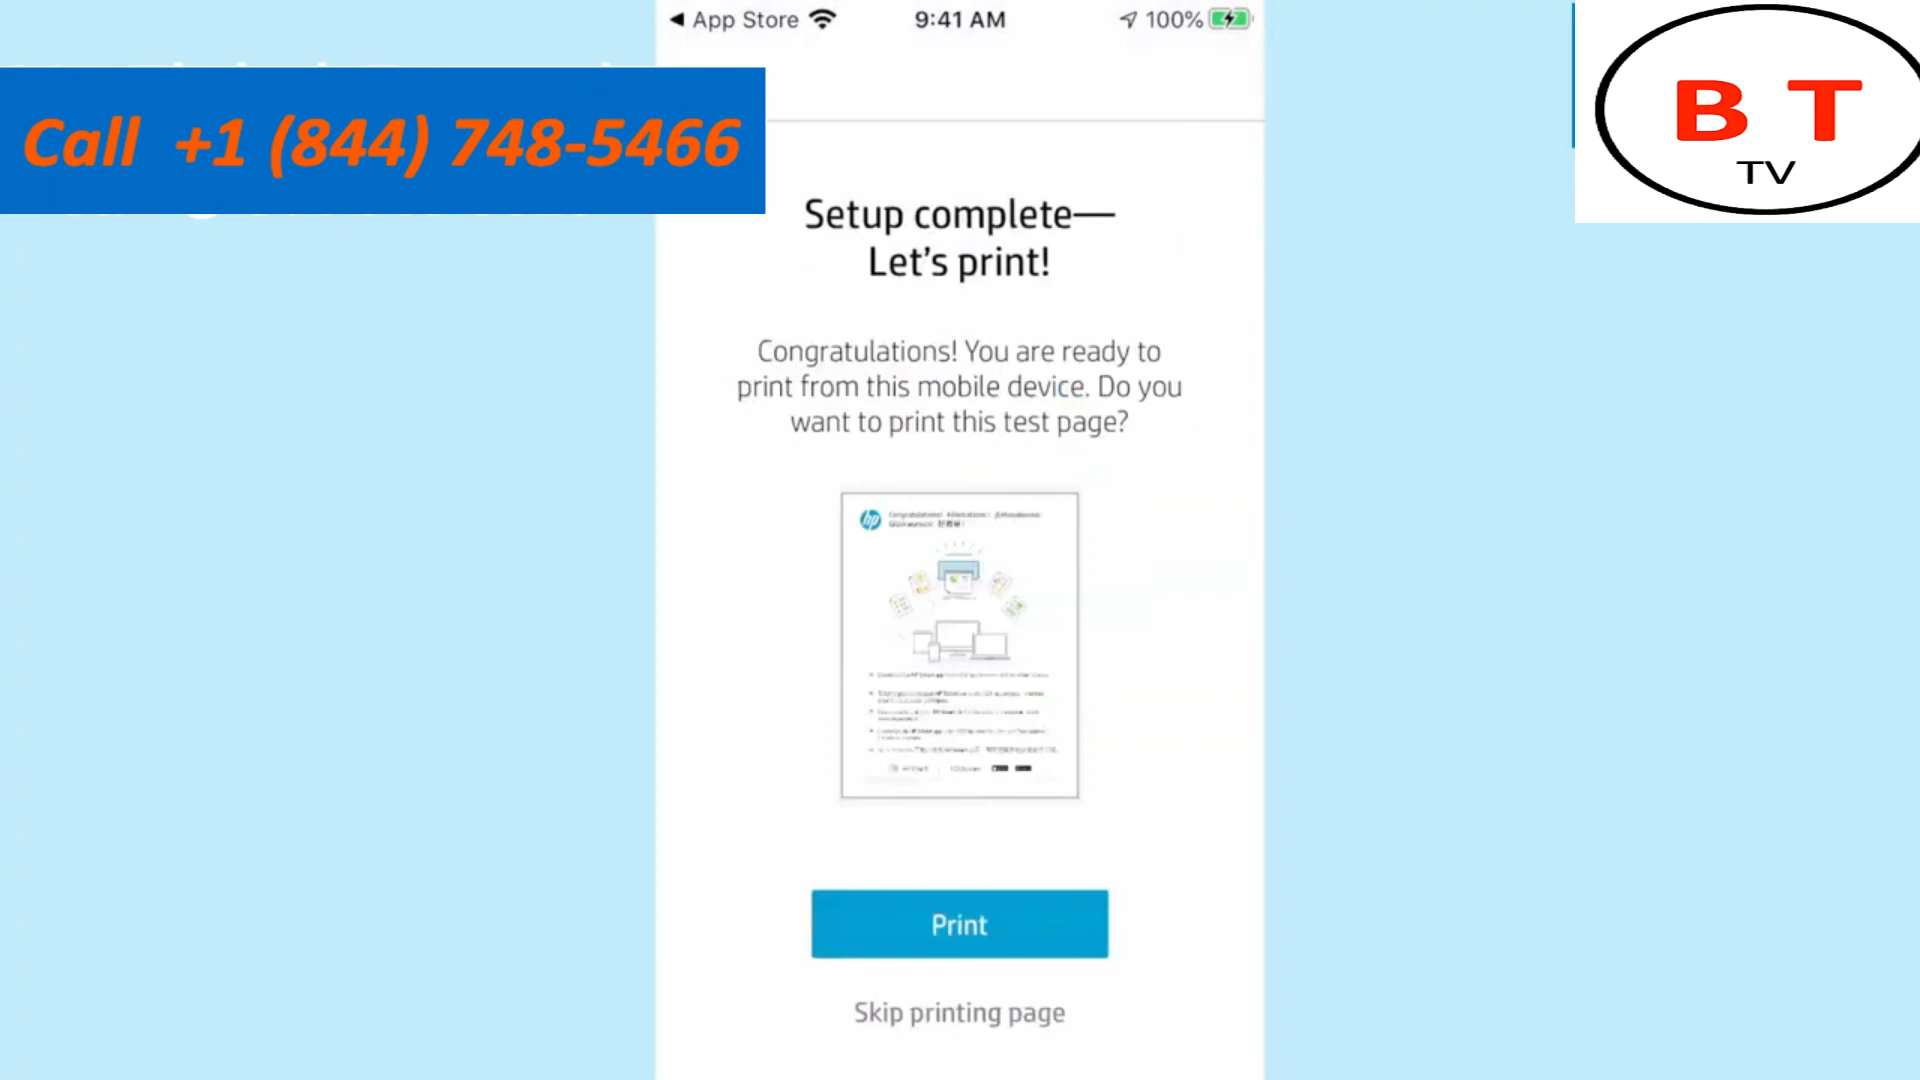 App Store
9:41 AM
100%
Call +1 (844) 748-5466
B T
TV
Setup complete—
Let's print!
Congratulations! You are ready to
print from this mobile device. Do you
want to print this test page?
hp
Print
Skip printing page